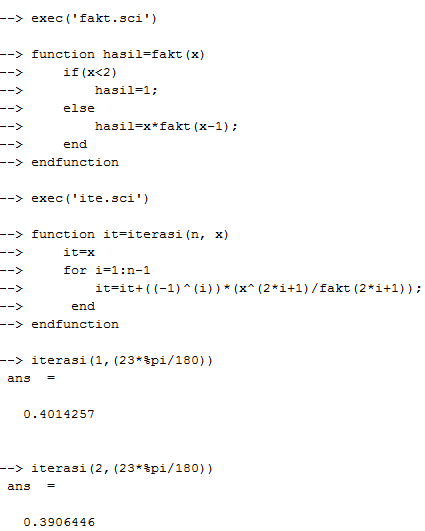 --> exec('fakt.sci')
--> function hasil=fakt(x)
-->     if(x<2)
-->         hasil=1;
-->     else
-->         hasil=x*fakt(x-1);
-->     end
--> endfunction
--> exec('ite.sci')
--> function it=iterasi(n, x)
-->     it=x
-->     for i=1:n-1
-->         it=it+((-1)^(i))*(x^(2*i+1)/fakt(2*i+1));
-->      end
--> endfunction
--> iterasi(1,(23*%pi/180))
ans  =
0.4014257
--> iterasi(2,(23*%pi/180))
ans  =
0.3906446